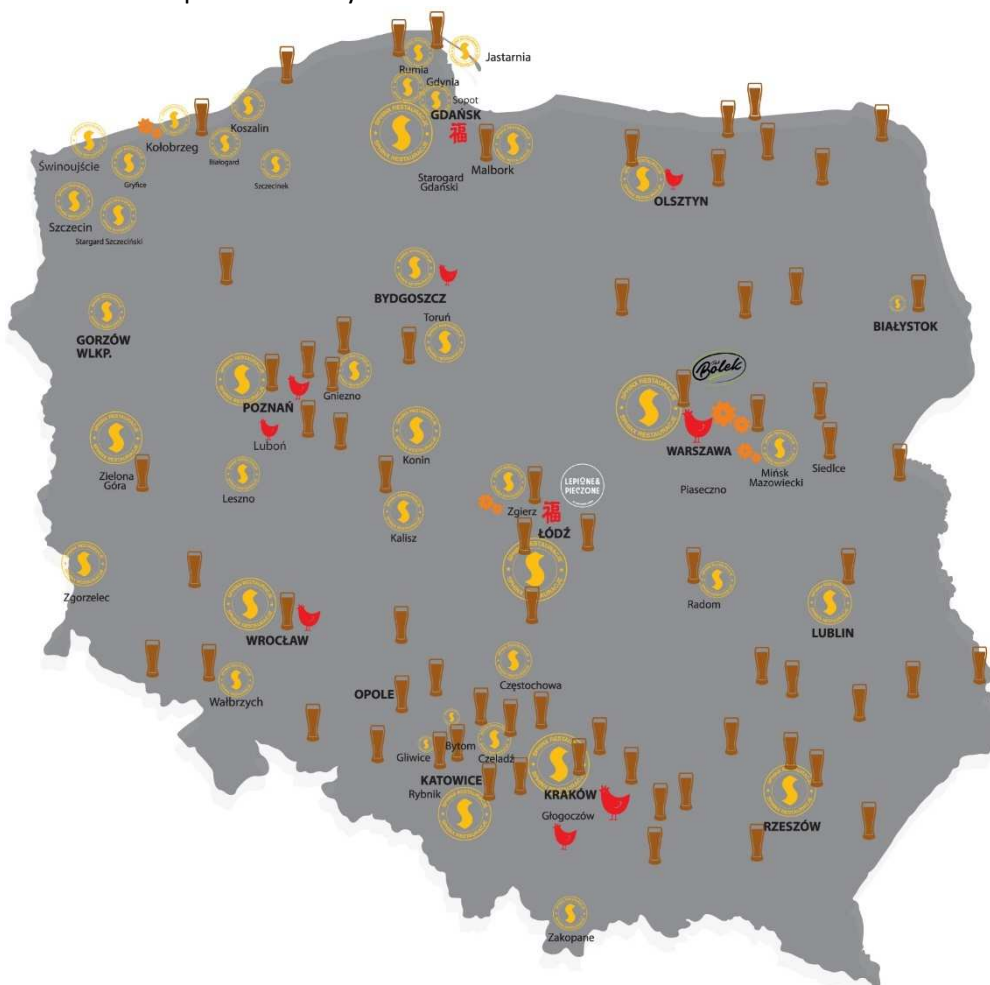 Jastarnia
Rumia
Gdynia
Sopot
GDAŃSK
Koszalin
Kołobrzeg
Białogard
Świnoujście
Gryfice
Szczecinek
Starogard
Gdański
Malbork
OLSZTYN
Szczecin
Stargard Szczeciński
BYDGOSZCZ
Toruń
BIAŁYSTOK
GORZÓW
WLKP.
Bolek
SPHINX RESTAURACJE
POZNAŃ
Gniezno
Luboń
WARSZAWA
Konin
Zielona
Góra
Leszno
Mińsk
Mazowiecki
Siedlce
Piaseczno
LEPIONE&
PIECZONE
Zgierz
ŁÓDŹ
Kalisz
Zgorzelec
Radom
WROCŁAW
LUBLIN
Częstochowa
OPOLE
Wałbrzych
Bytom
Gliwice
Czeladź
KATOWICE
Rybnik
KRAKÓW
Głogoczów
RZESZÓW
Zakopane